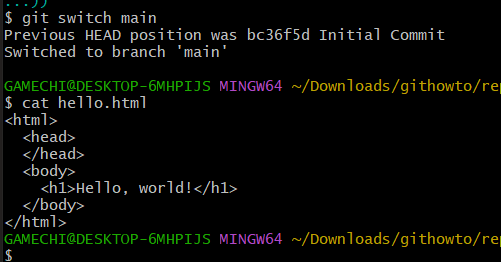 ...))
$ git switch main
Previous HEAD position was bc36f5d Initial Commit
Switched to branch 'main'
GAMECHI@DESKTOP-6MHPIJS MINGW64 ~/Downloads/githowto/rep
$ cat hello.html
<html>
  <head>
  </head>
  <body>
    <h1>Hello, world!</h1>
  </body>
</html>
GAMECHI@DESKTOP-6MHPIJS MINGW64 ~/Downloads/githowto/rep
$